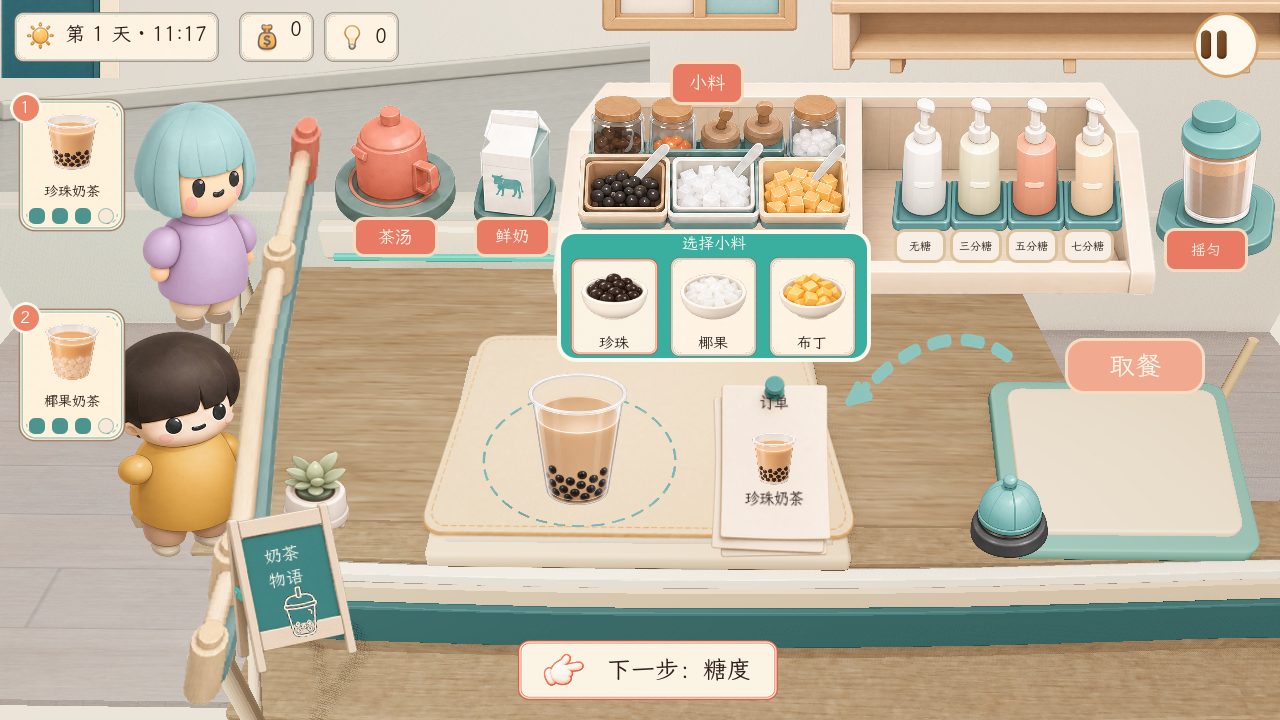 第 1 天·11:17
0
0
小料
1
珍珠奶茶
2
椰果奶茶
茶汤
鲜奶
无糖
三分糖
五分糖
七分糖
摇匀
选择小料
珍珠
椰果
布丁
取餐
订单
珍珠奶茶
奶茶
物语
下一步：糖度